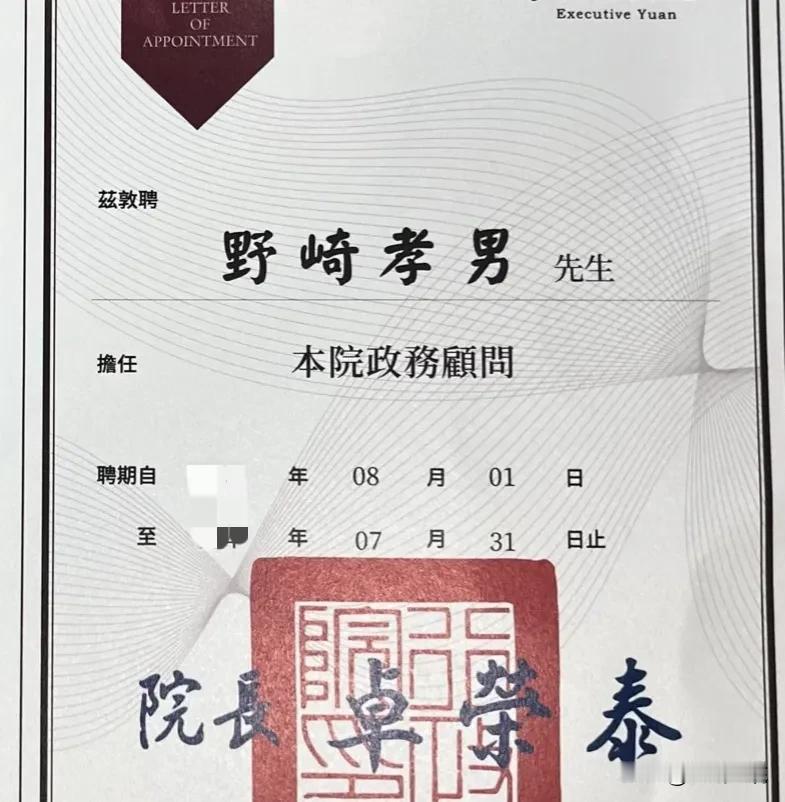 LETTER
OF
APPOINTMENT
Executive Yuan
茲敦聘
野崎孝男 先生
擔任 本院政務顧問
聘期自 年 08 月 01 日
至 年 07 月 31 日止
院長 卓榮泰